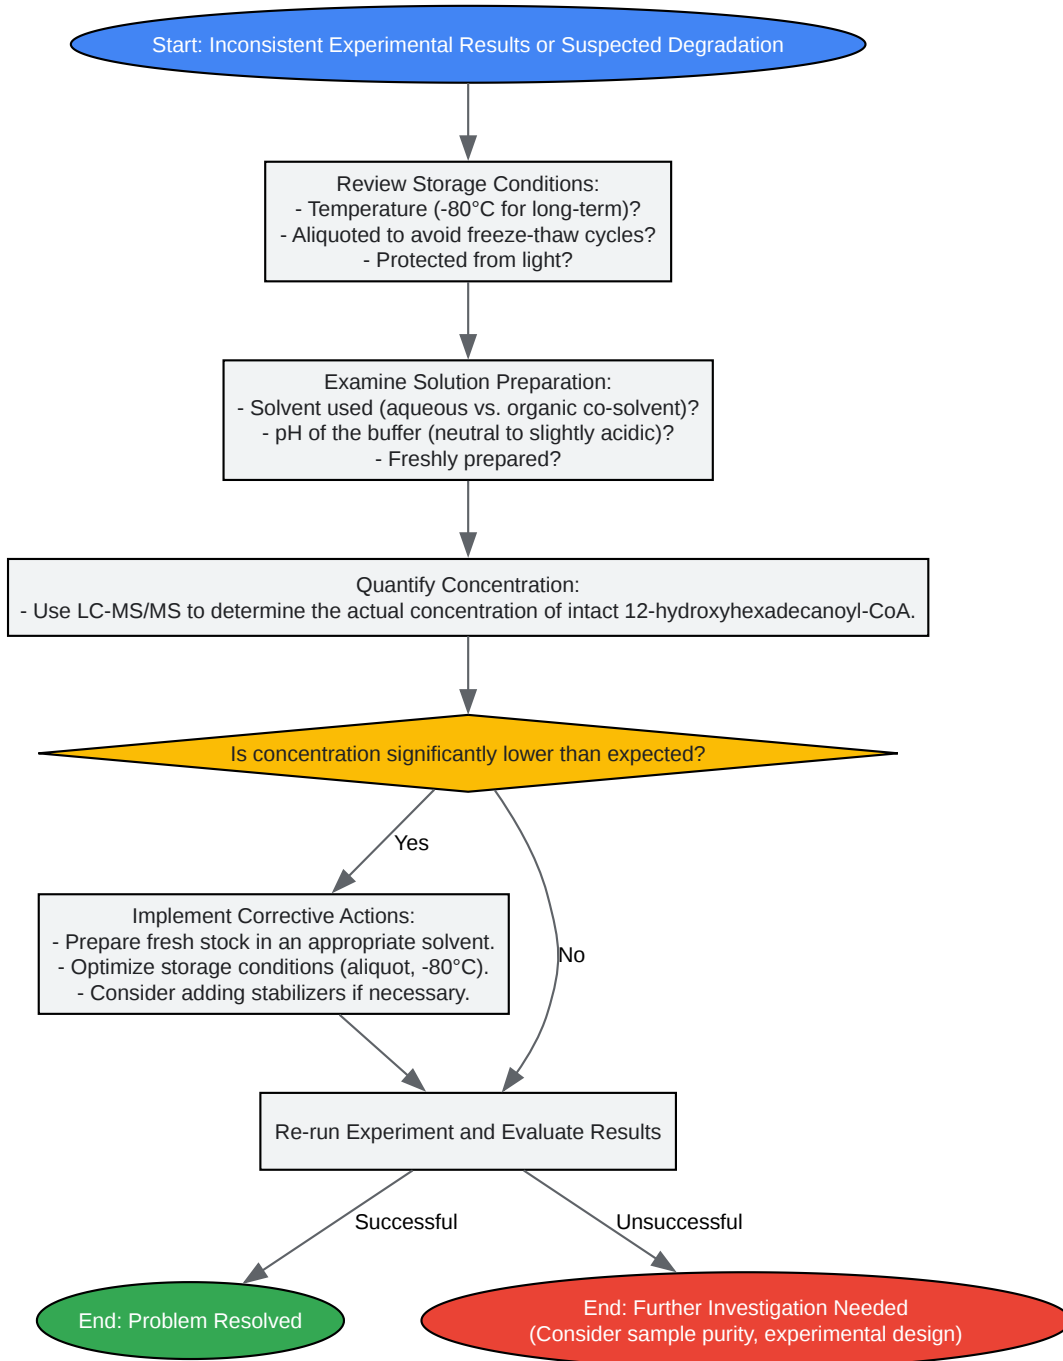 Start: Inconsistent Experimental Results or Suspected Degradation
Review Storage Conditions:
- Temperature (-80°C for long-term)?
- Aliquoted to avoid freeze-thaw cycles?
- Protected from light?
Examine Solution Preparation:
- Solvent used (aqueous vs. organic co-solvent)?
- pH of the buffer (neutral to slightly acidic)?
- Freshly prepared?
Quantify Concentration:
- Use LC-MS/MS to determine the actual concentration of intact 12-hydroxyhexadecanoyl-CoA.
Is concentration significantly lower than expected?
Yes
Implement Corrective Actions:
- Prepare fresh stock in an appropriate solvent.
- Optimize storage conditions (aliquot, -80°C).
- Consider adding stabilizers if necessary.
No
Re-run Experiment and Evaluate Results
Successful
Unsuccessful
End: Problem Resolved
End: Further Investigation Needed
(Consider sample purity, experimental design)